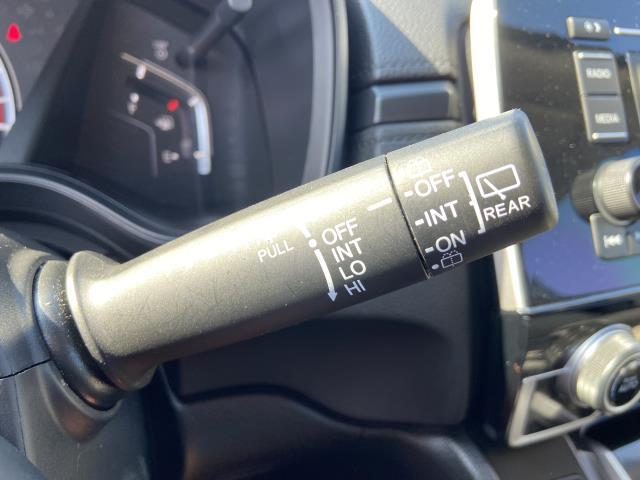 RADIO
MEDIA
PULL
OFF
INT
LO
HI
OFF
INT
ON
REAR